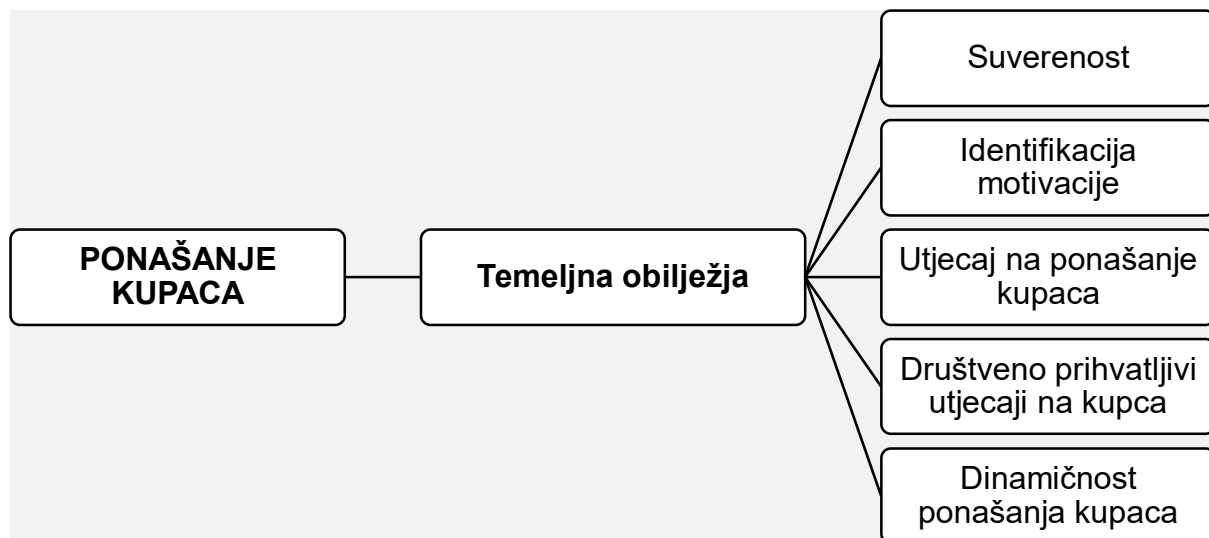 PONAŠANJE
KUPACA
Temeljna obilježja
Suverenost
Identifikacija
motivacije
Utjecaj na ponašanje
kupaca
Društveno prihvatljivi
utjecaji na kupca
Dinamičnost
ponašanja kupaca